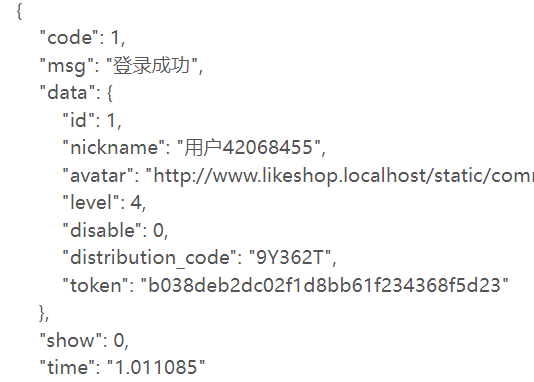 {
"code": 1,
"msg": "登录成功",
"data": {
"id": 1,
"nickname": "用户42068455",
"avatar": "http://www.likeshop.localhost/static/com
"level": 4,
"disable": 0,
"distribution_code": "9Y362T",
"token": "b038deb2dc02f1d8bb61f234368f5d23"
},
"show": 0,
"time": "1.011085"